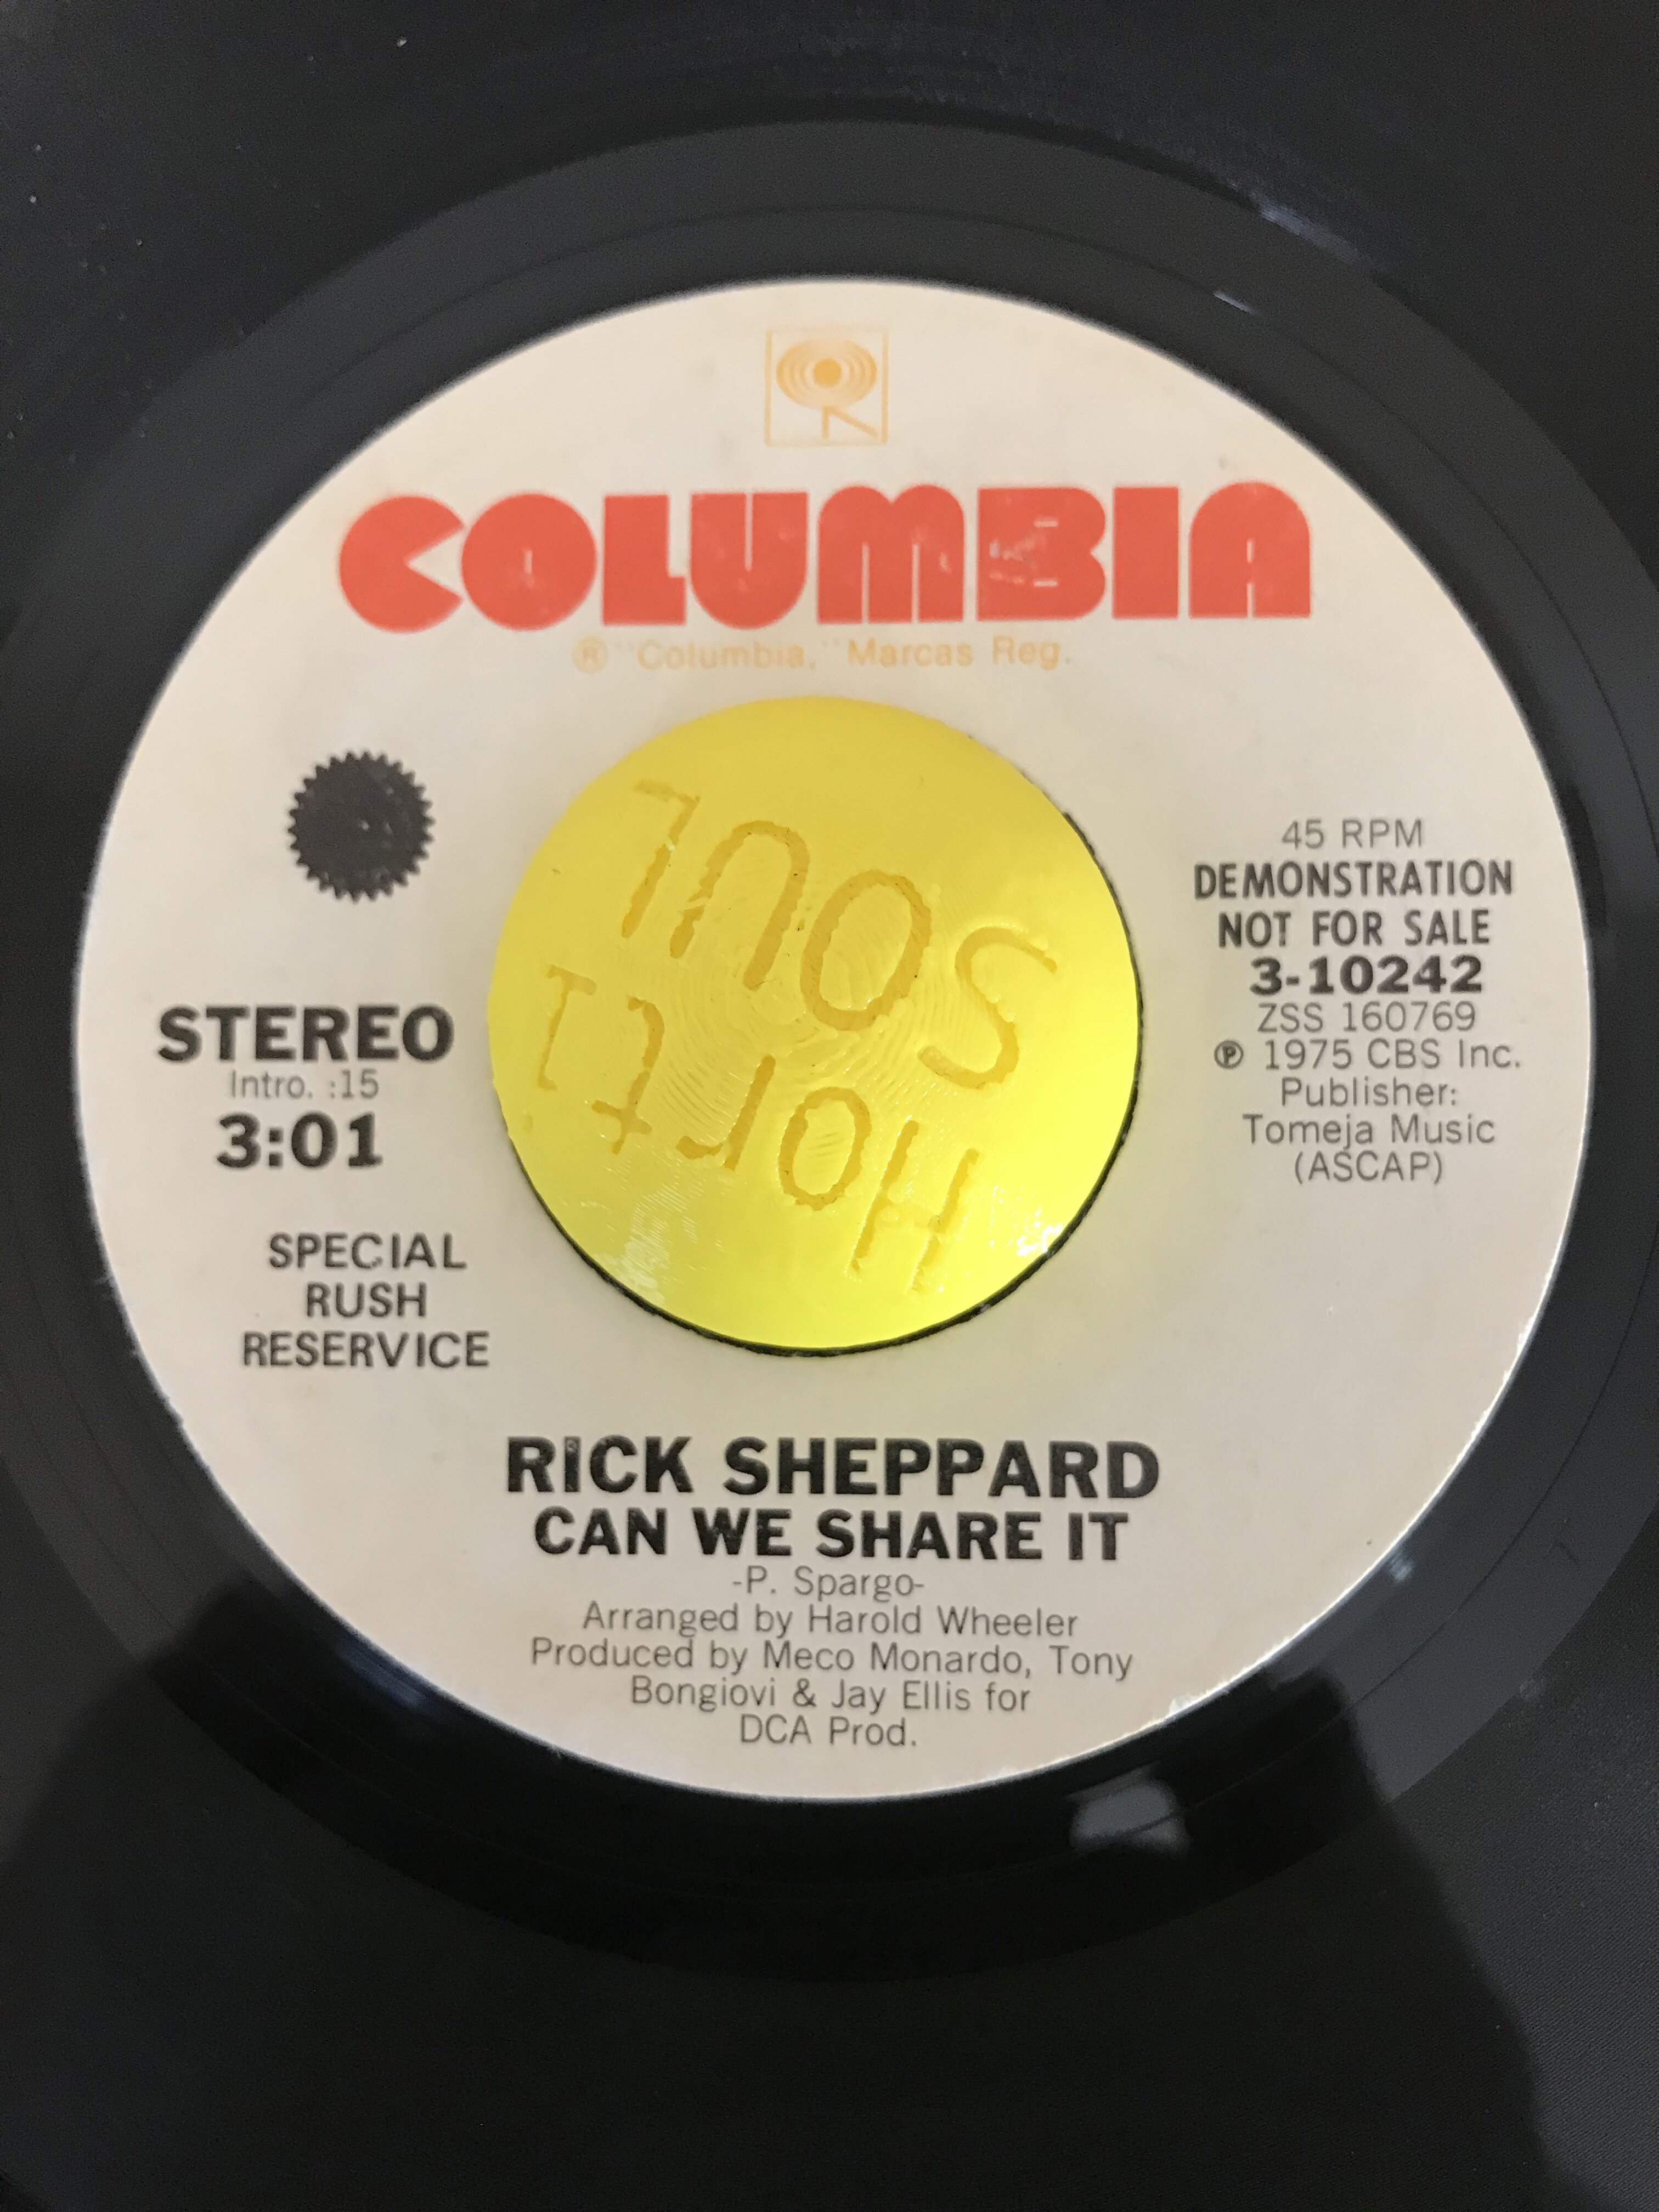 COLUMBIA
® "Columbia," Marcas Reg.
SOUL
45 RPM
DEMONSTRATION
NOT FOR SALE
3-10242
ZSS 160769
℗ 1975 CBS Inc.
Publisher:
Tomeja Music
(ASCAP)
STEREO
Intro. :15
3:01
SPECIAL
RUSH
RESERVICE
RICK SHEPPARD
CAN WE SHARE IT
-P. Spargo-
Arranged by Harold Wheeler
Produced by Meco Monardo, Tony
Bongiovi & Jay Ellis for
DCA Prod.